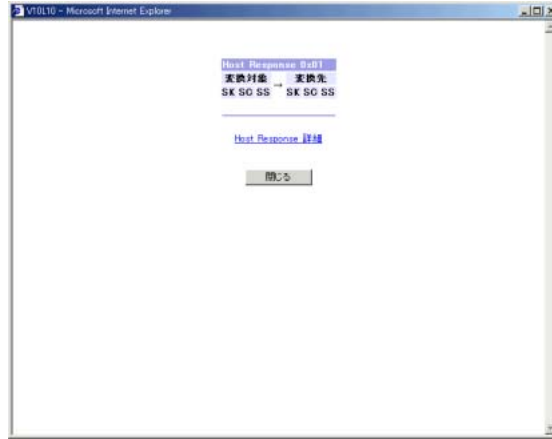 V10L10 - Microsoft Internet Explorer
Host Response 0x01
変換対象 → 変換先
SK SC SS SK SC SS
Host Response 詳細
閉じる